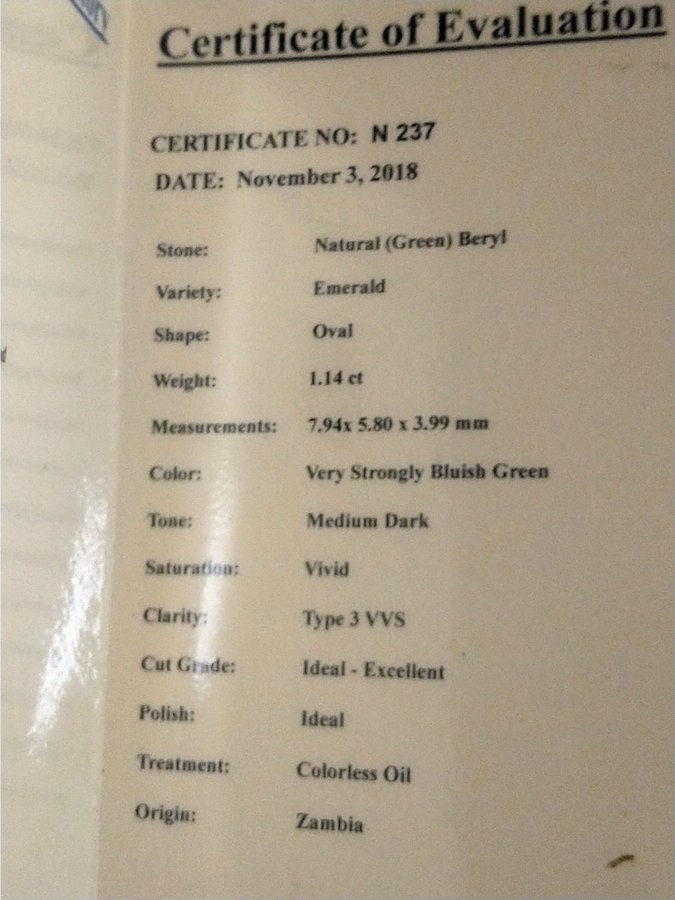 Certificate of Evaluation
CERTIFICATE NO: N 237
DATE: November 3, 2018
Stone: Natural (Green) Beryl
Variety: Emerald
Shape: Oval
Weight: 1.14 ct
Measurements: 7.94x 5.80 x 3.99 mm
Color: Very Strongly Bluish Green
Tone: Medium Dark
Saturation: Vivid
Clarity: Type 3 VVS
Cut Grade: Ideal - Excellent
Polish: Ideal
Treatment: Colorless Oil
Origin: Zambia